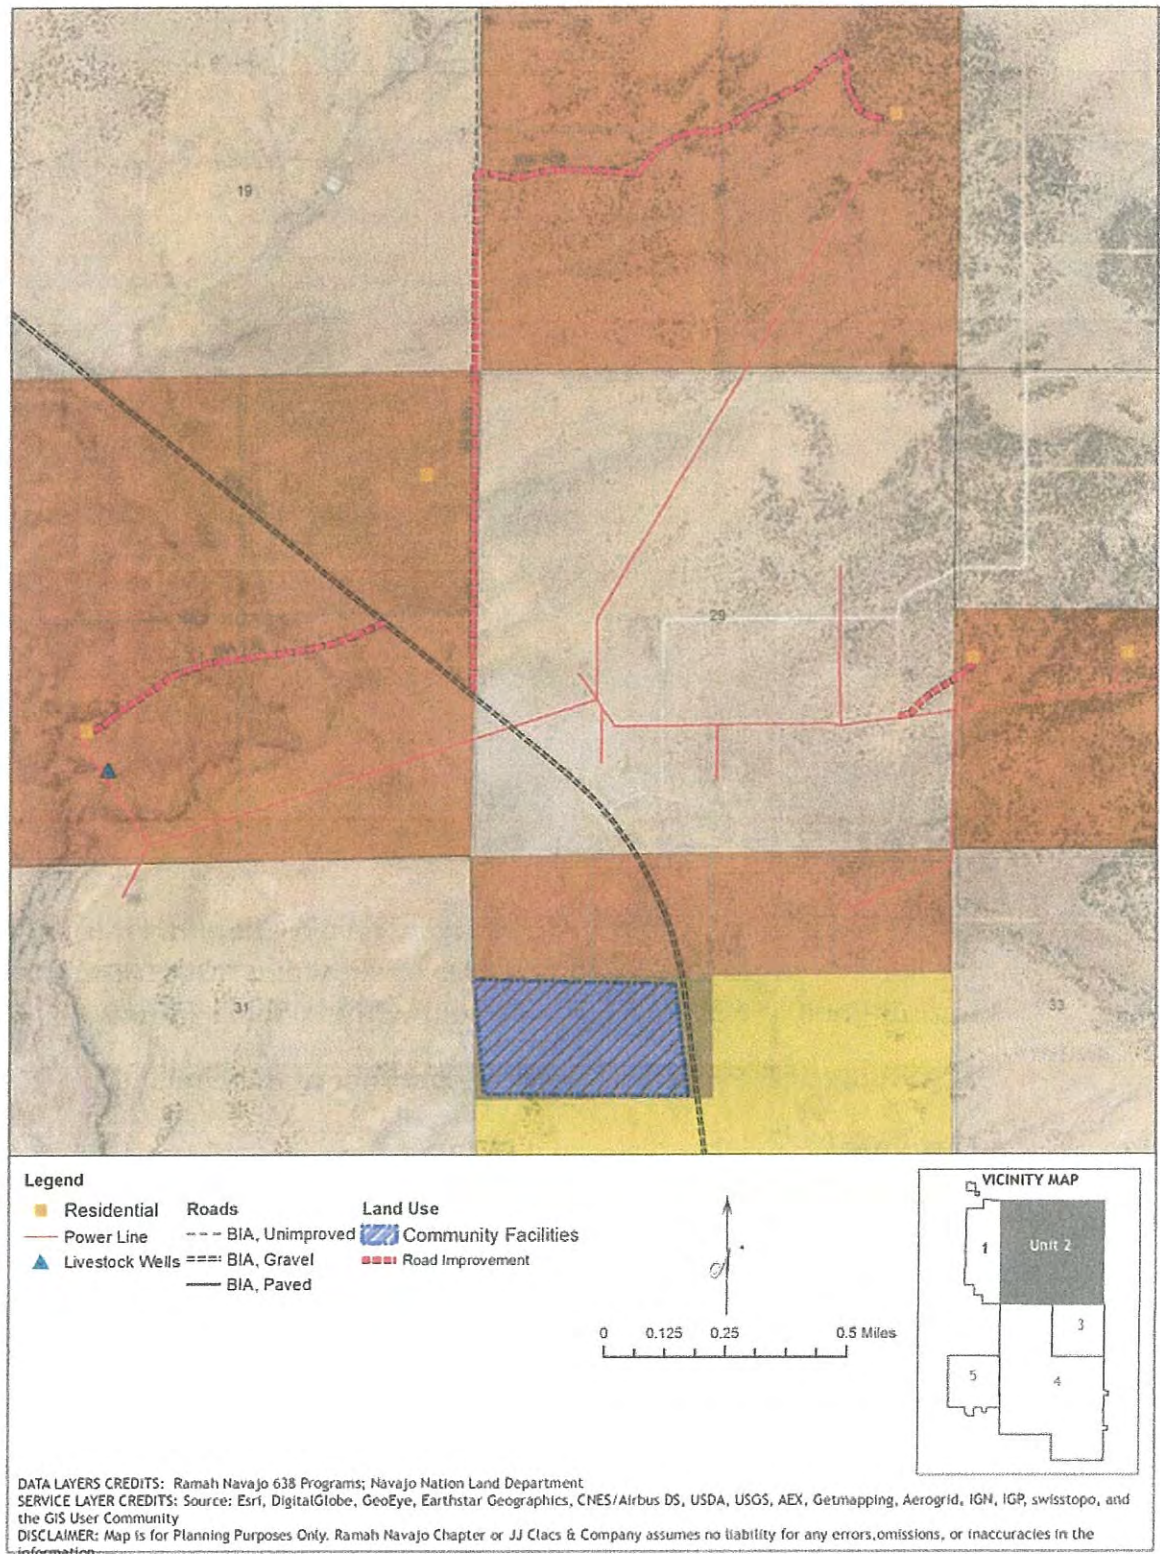 19
29
31
33
Legend
Residential
Power Line
Livestock Wells
Roads
BIA, Unimproved
BIA, Gravel
BIA, Paved
Land Use
Community Facilities
Road Improvement
0 0.125 0.25 0.5 Miles
VICINITY MAP
1
Unit 2
3
5
4
DATA LAYERS CREDITS: Ramah Navajo 638 Programs; Navajo Nation Land Department
SERVICE LAYER CREDITS: Source: Esri, DigitalGlobe, GeoEye, Earthstar Geographics, CNES/Airbus DS, USDA, USGS, AEX, Getmapping, Aerogrid, IGN, IGP, swisstopo, and
the GIS User Community
DISCLAIMER: Map is for Planning Purposes Only. Ramah Navajo Chapter or JJ Clacs & Company assumes no liability for any errors,omissions, or inaccuracies in the
information